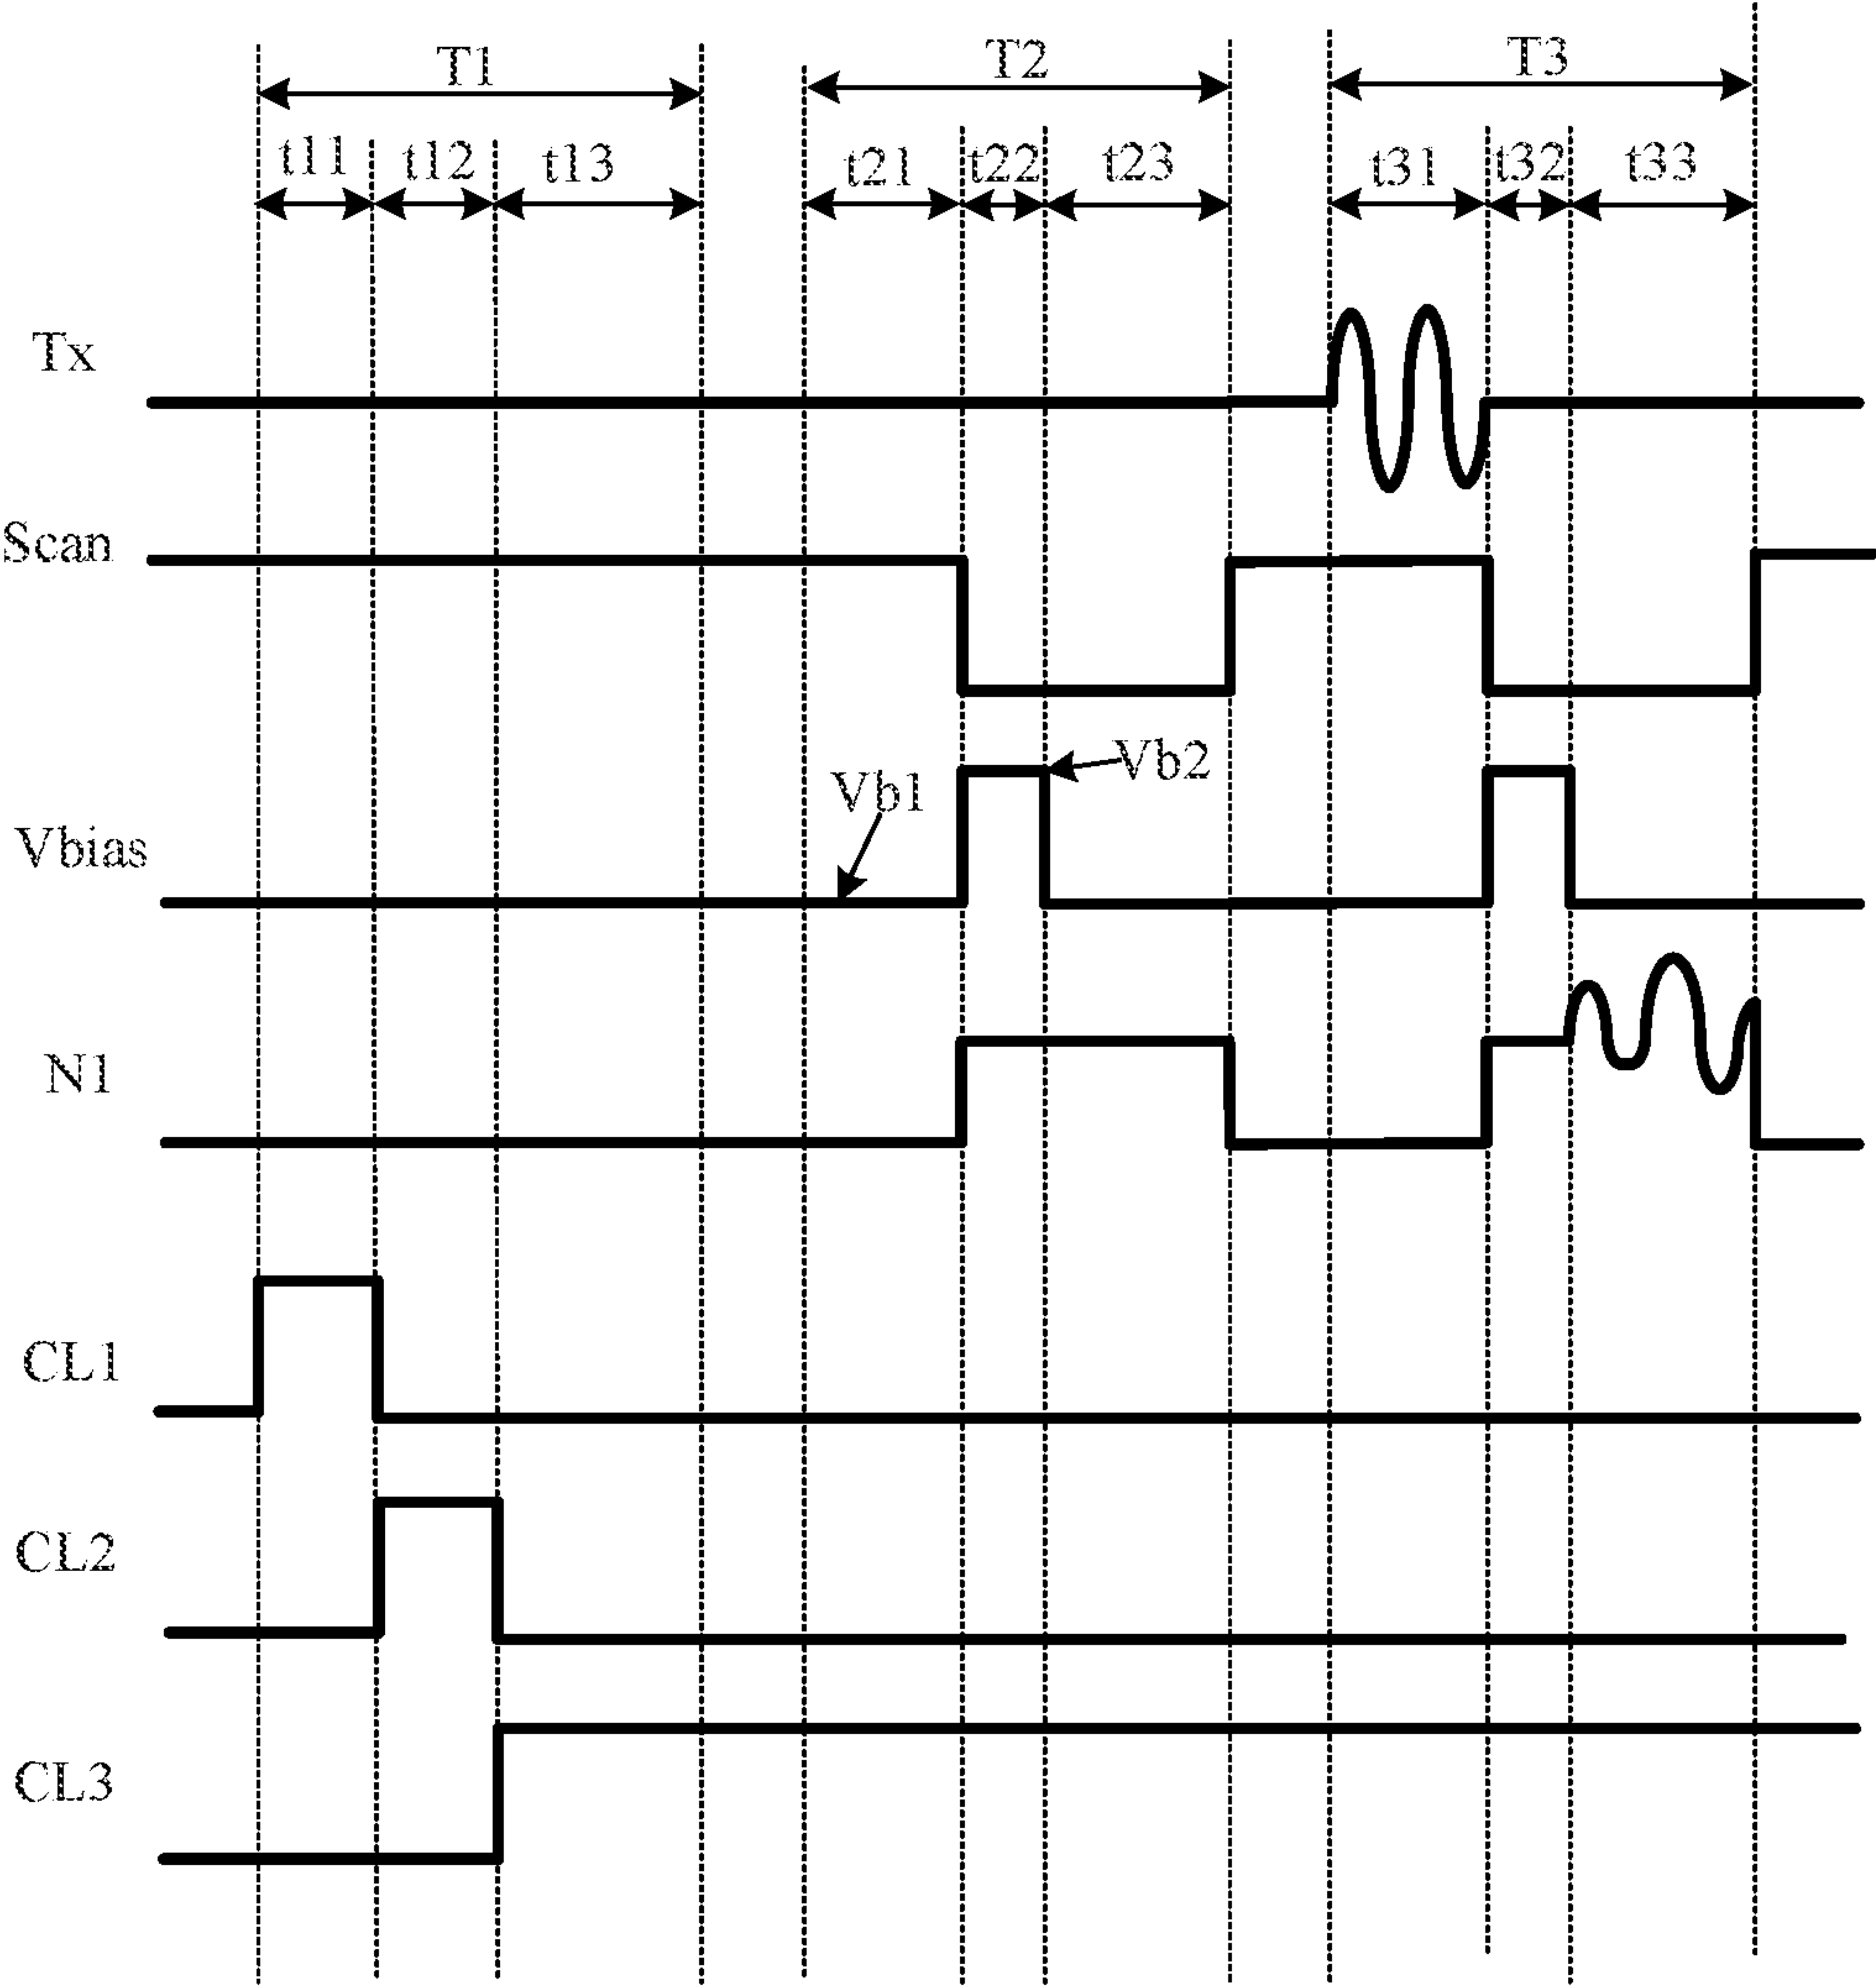 T1 T2 T3
t11 t12 t13 t21 t22 t23 t31 t32 t33
Tx
Scan
Vb2
Vb1
Vbias
N1
CL1
CL2
CL3